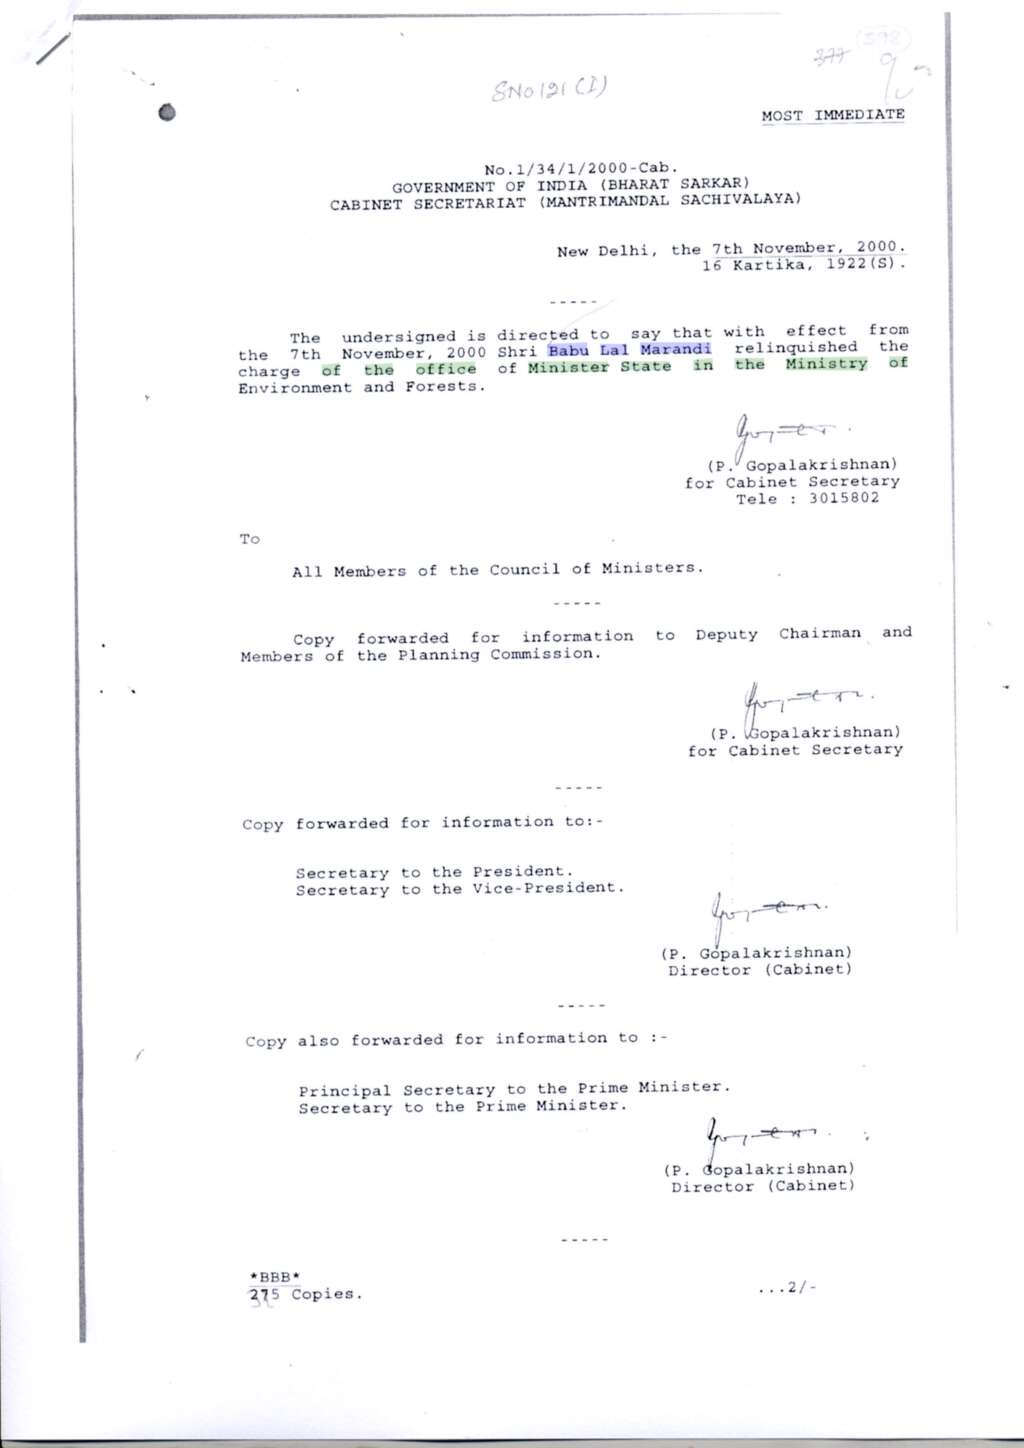 377 (378)
SNo 121 (I)
MOST IMMEDIATE
No.1/34/1/2000-Cab.
GOVERNMENT OF INDIA (BHARAT SARKAR)
CABINET SECRETARIAT (MANTRIMANDAL SACHIVALAYA)
New Delhi, the 7th November, 2000.
16 Kartika, 1922(S).
-----
The undersigned is directed to say that with effect from
the 7th November, 2000 Shri Babu Lal Marandi relinquished the
charge of the office of Minister State in the Ministry of
Environment and Forests.
(P. Gopalakrishnan)
for Cabinet Secretary
Tele : 3015802
To
All Members of the Council of Ministers.
-----
Copy forwarded for information to Deputy Chairman and
Members of the Planning Commission.
(P. Gopalakrishnan)
for Cabinet Secretary
-----
Copy forwarded for information to:-
Secretary to the President.
Secretary to the Vice-President.
(P. Gopalakrishnan)
Director (Cabinet)
-----
Copy also forwarded for information to :-
Principal Secretary to the Prime Minister.
Secretary to the Prime Minister.
(P. Gopalakrishnan)
Director (Cabinet)
-----
*BBB*
275 Copies.
...2/-